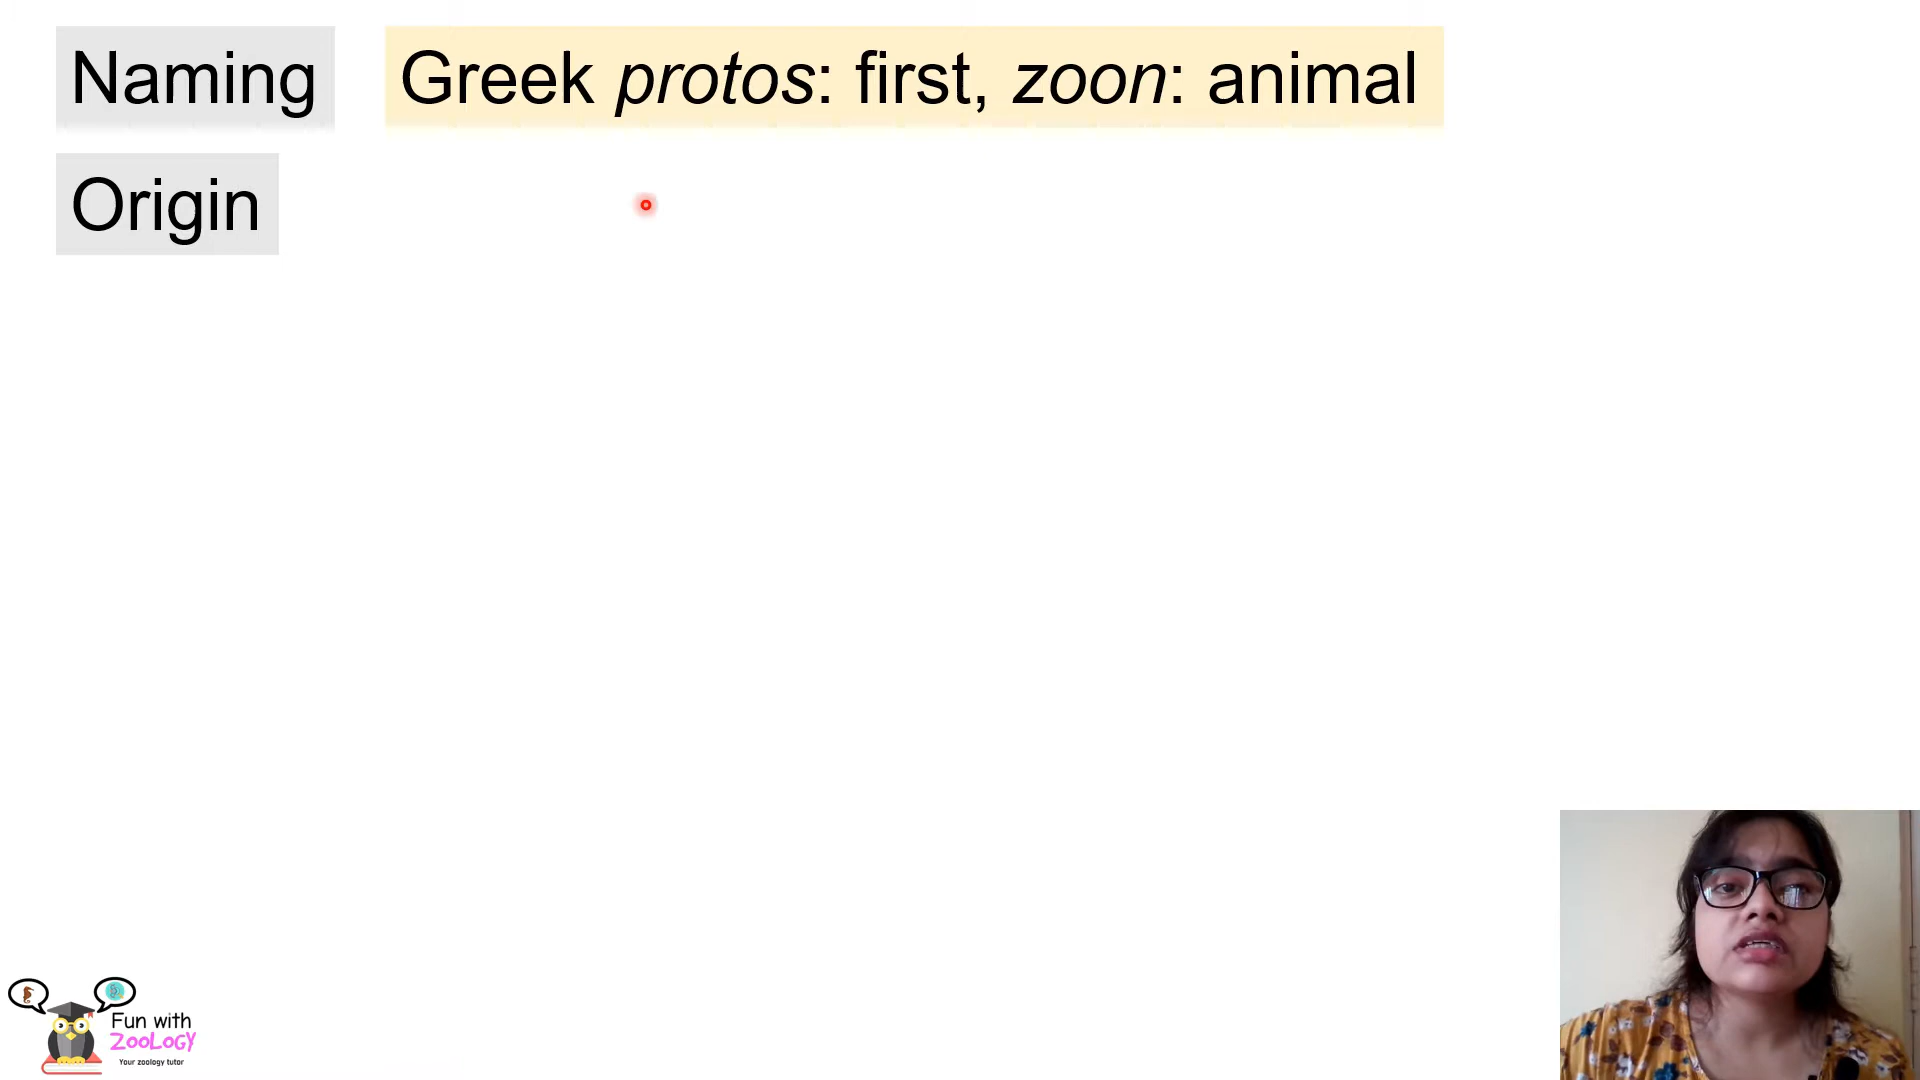 Naming
Greek protos: first, zoon: animal
Origin
Fun with
ZOOLOGY
Your zoology tutor